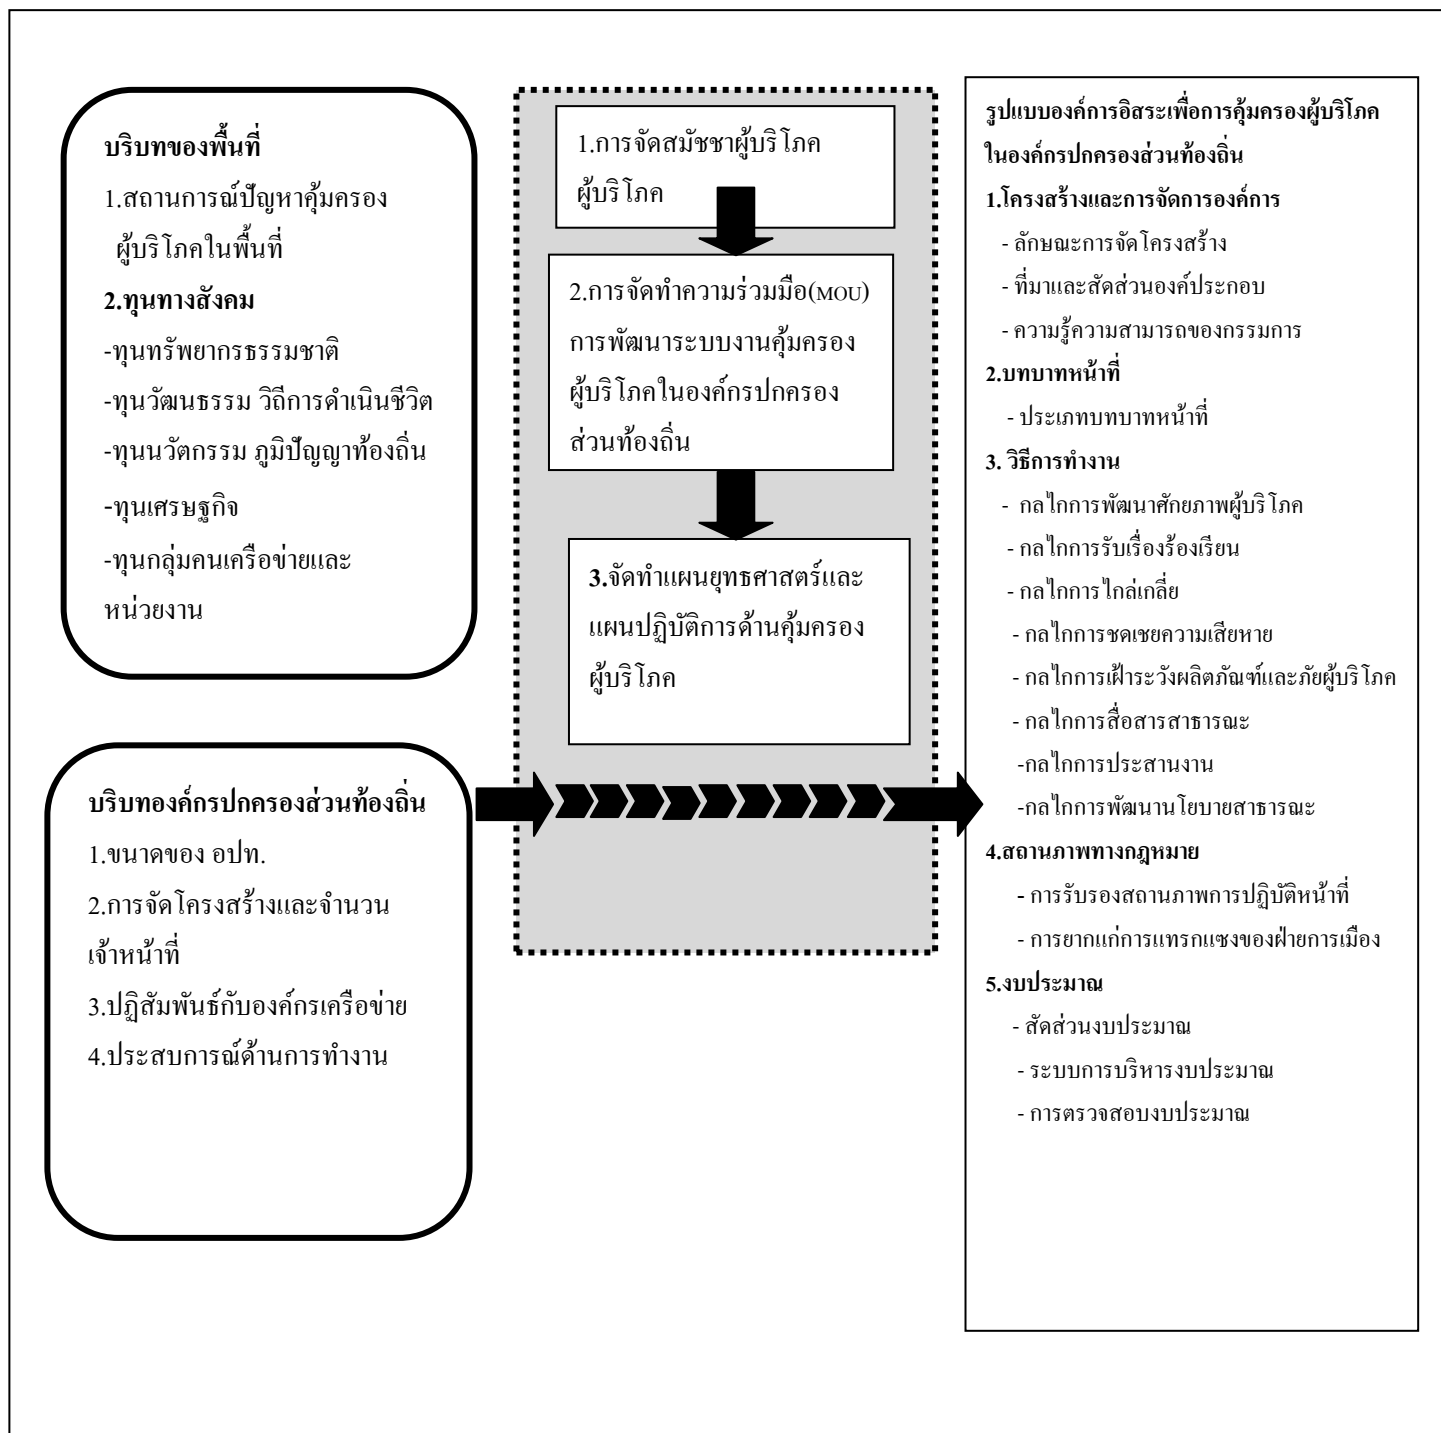 บริบทของพื้นที่
1.สถานการณ์ปัญหาคุ้มครอง
ผู้บริโภคในพื้นที่
2.ทุนทางสังคม
-ทุนทรัพยากรธรรมชาติ
-ทุนวัฒนธรรม วิถีการดำเนินชีวิต
-ทุนนวัตกรรม ภูมิปัญญาท้องถิ่น
-ทุนเศรษฐกิจ
-ทุนกลุ่มคนเครือข่ายและ
หน่วยงาน
บริบทองค์กรปกครองส่วนท้องถิ่น
1.ขนาดของ อปท.
2.การจัดโครงสร้างและจำนวน
เจ้าหน้าที่
3.ปฏิสัมพันธ์กับองค์กรเครือข่าย
4.ประสบการณ์ด้านการทำงาน
1.การจัดสมัชชาผู้บริโภค
ผู้บริโภค
2.การจัดทำความร่วมมือ(MOU)
การพัฒนาระบบงานคุ้มครอง
ผู้บริโภคในองค์กรปกครอง
ส่วนท้องถิ่น
3.จัดทำแผนยุทธศาสตร์และ
แผนปฏิบัติการด้านคุ้มครอง
ผู้บริโภค
รูปแบบองค์การอิสระเพื่อการคุ้มครองผู้บริโภค
ในองค์กรปกครองส่วนท้องถิ่น
1.โครงสร้างและการจัดการองค์การ
- ลักษณะการจัดโครงสร้าง
- ที่มาและสัดส่วนองค์ประกอบ
- ความรู้ความสามารถของกรรมการ
2.บทบาทหน้าที่
- ประเภทบทบาทหน้าที่
3. วิธีการทำงาน
- กลไกการพัฒนาศักยภาพผู้บริโภค
- กลไกการรับเรื่องร้องเรียน
- กลไกการไกล่เกลี่ย
- กลไกการชดเชยความเสียหาย
- กลไกการเฝ้าระวังผลิตภัณฑ์และภัยผู้บริโภค
- กลไกการสื่อสารสาธารณะ
-กลไกการประสานงาน
-กลไกการพัฒนานโยบายสาธารณะ
4.สถานภาพทางกฎหมาย
- การรับรองสถานภาพการปฏิบัติหน้าที่
- การยากแก่การแทรกแซงของฝ่ายการเมือง
5.งบประมาณ
- สัดส่วนงบประมาณ
- ระบบการบริหารงบประมาณ
- การตรวจสอบงบประมาณ